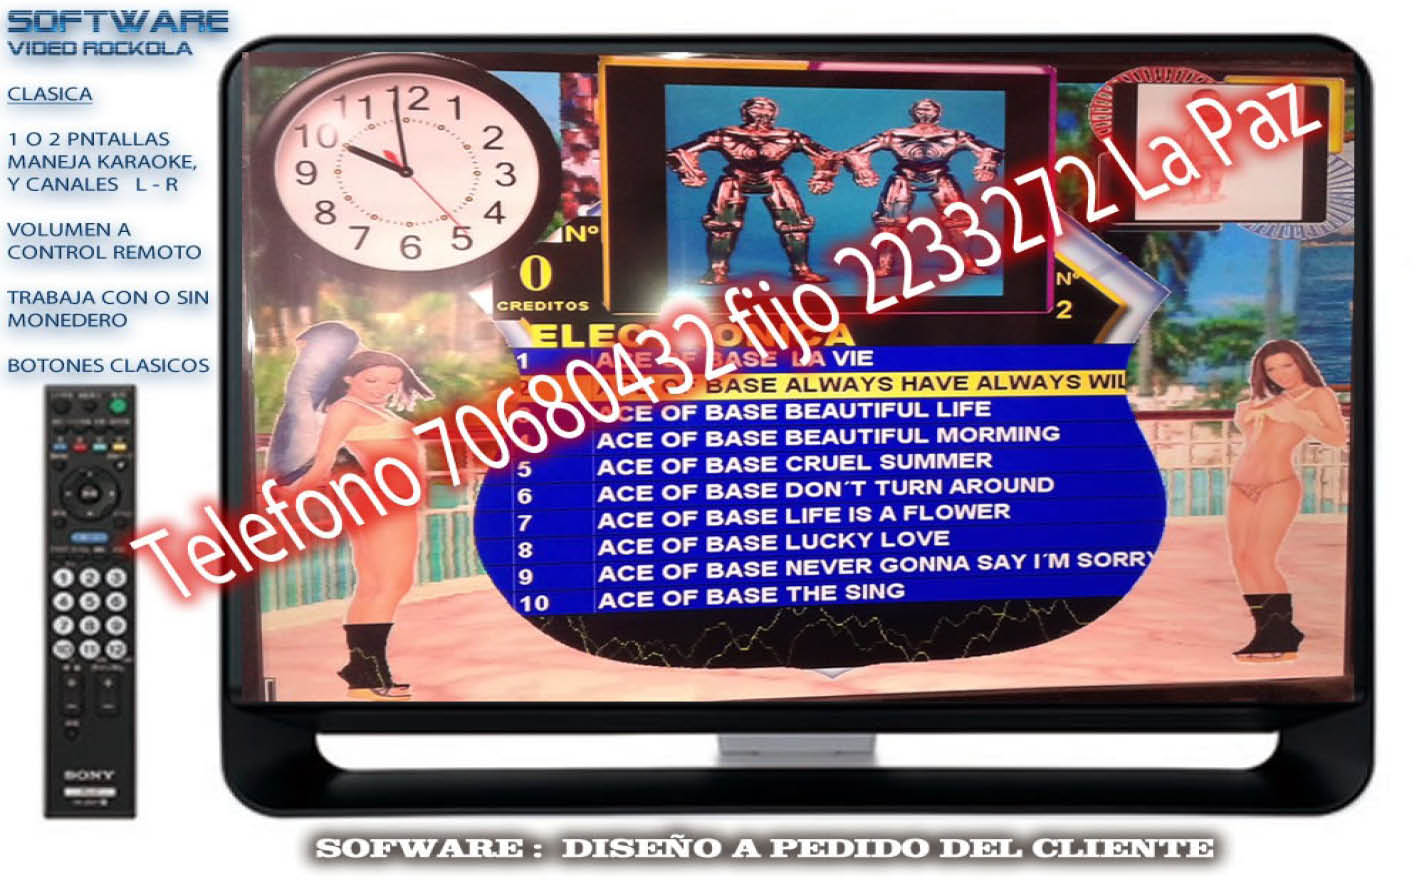 SOFTWARE
VIDEO ROCKOLA
CLASICA
1 O 2 PNTALLAS
MANEJA KARAOKE,
Y CANALES L - R
VOLUMEN A
CONTROL REMOTO
TRABAJA CON O SIN
MONEDERO
BOTONES CLASICOS
SONY
12 1 2 3 4 5 6 7 8 9 10 11
Nº
0
CREDITOS
Nº
2
ELECTRONICA
1 ACE OF BASE LA VIE
2 ACE OF BASE ALWAYS HAVE ALWAYS WIL
ACE OF BASE BEAUTIFUL LIFE
ACE OF BASE BEAUTIFUL MORMING
5 ACE OF BASE CRUEL SUMMER
6 ACE OF BASE DON´T TURN AROUND
7 ACE OF BASE LIFE IS A FLOWER
8 ACE OF BASE LUCKY LOVE
9 ACE OF BASE NEVER GONNA SAY I´M SORRY
10 ACE OF BASE THE SING
Telefono 70680432 fijo 2233272 La Paz
SOFWARE : DISEÑO A PEDIDO DEL CLIENTE